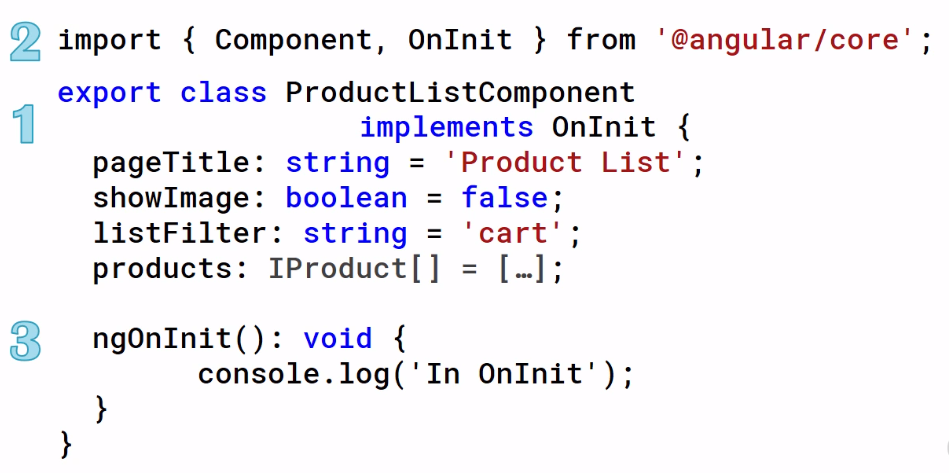 2 import { Component, OnInit } from '@angular/core';
export class ProductListComponent
1 implements OnInit {
pageTitle: string = 'Product List';
showImage: boolean = false;
listFilter: string = 'cart';
products: IProduct[] = […];
3 ngOnInit(): void {
console.log('In OnInit');
}
}